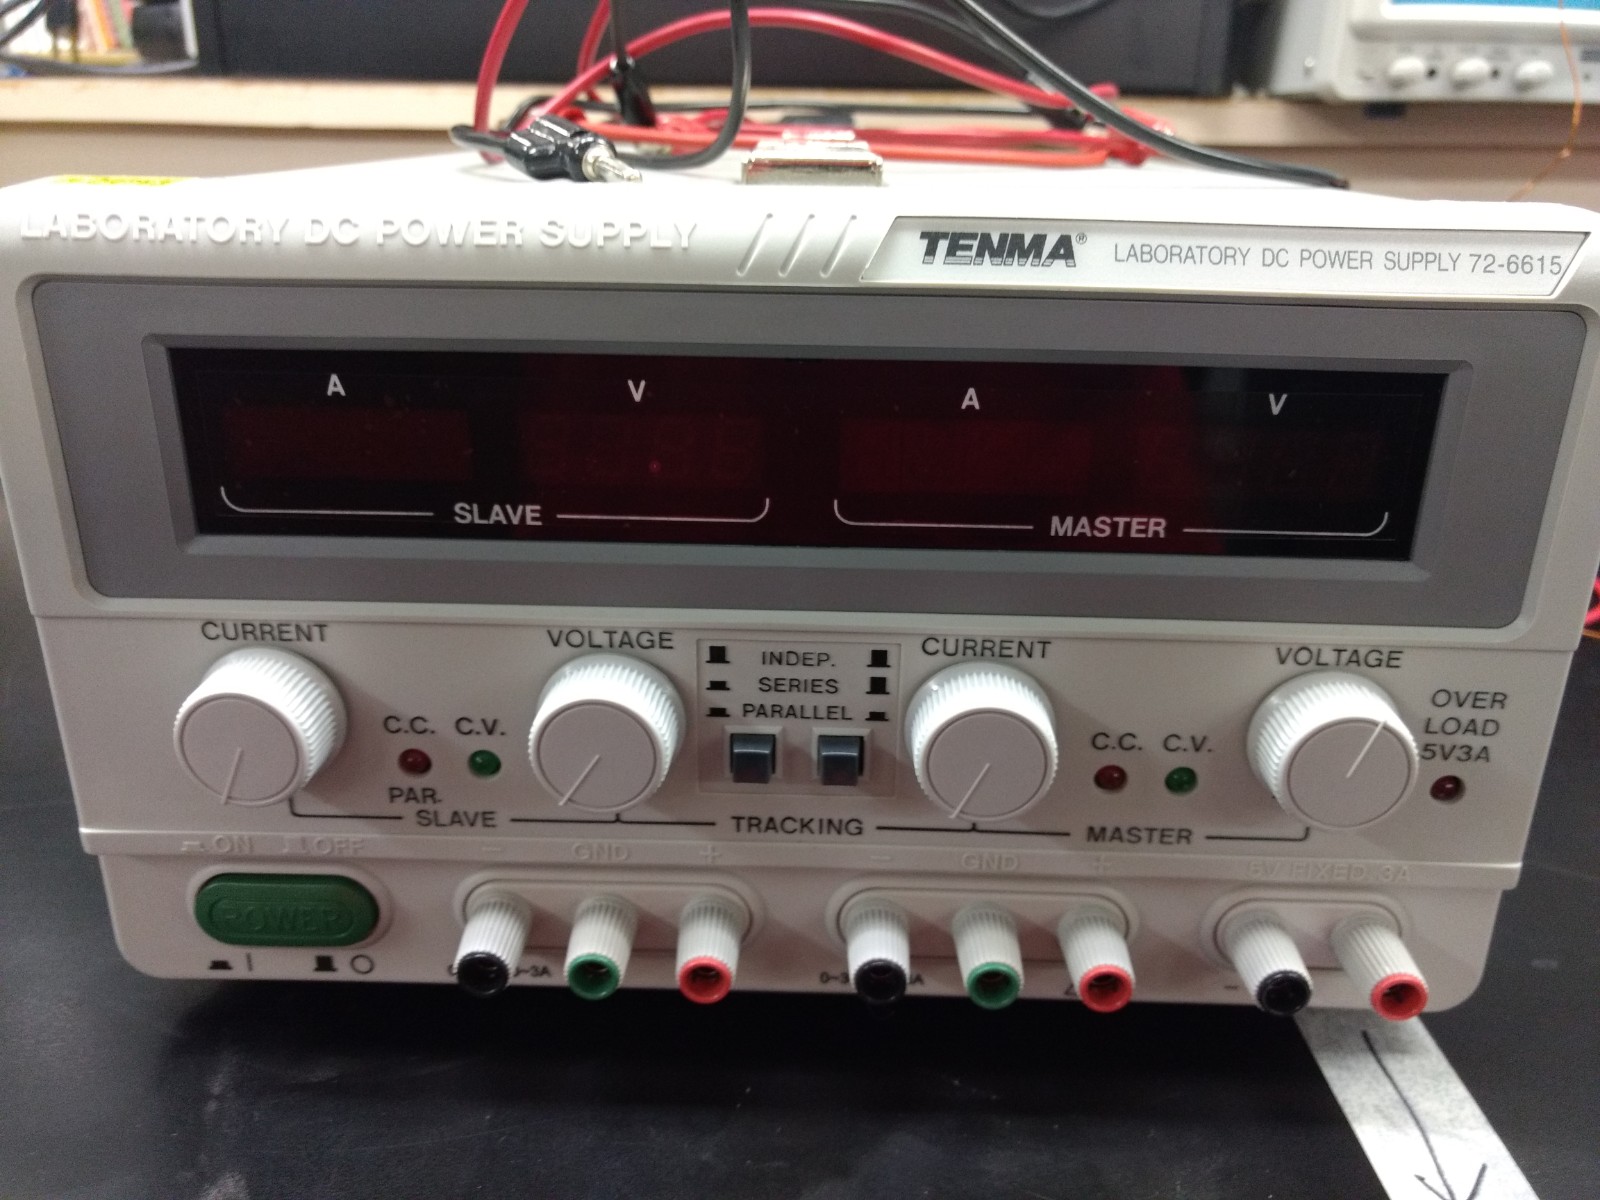 LABORATORY DC POWER SUPPLY
TENMA® LABORATORY DC POWER SUPPLY 72-6615
A V A V
SLAVE MASTER
CURRENT VOLTAGE CURRENT VOLTAGE
INDEP.
SERIES
PARALLEL
OVER
LOAD
5V3A
C.C. C.V. C.C. C.V.
PAR.
SLAVE TRACKING MASTER
ON OFF - GND + - GND + 5V FIXED 3A
POWER